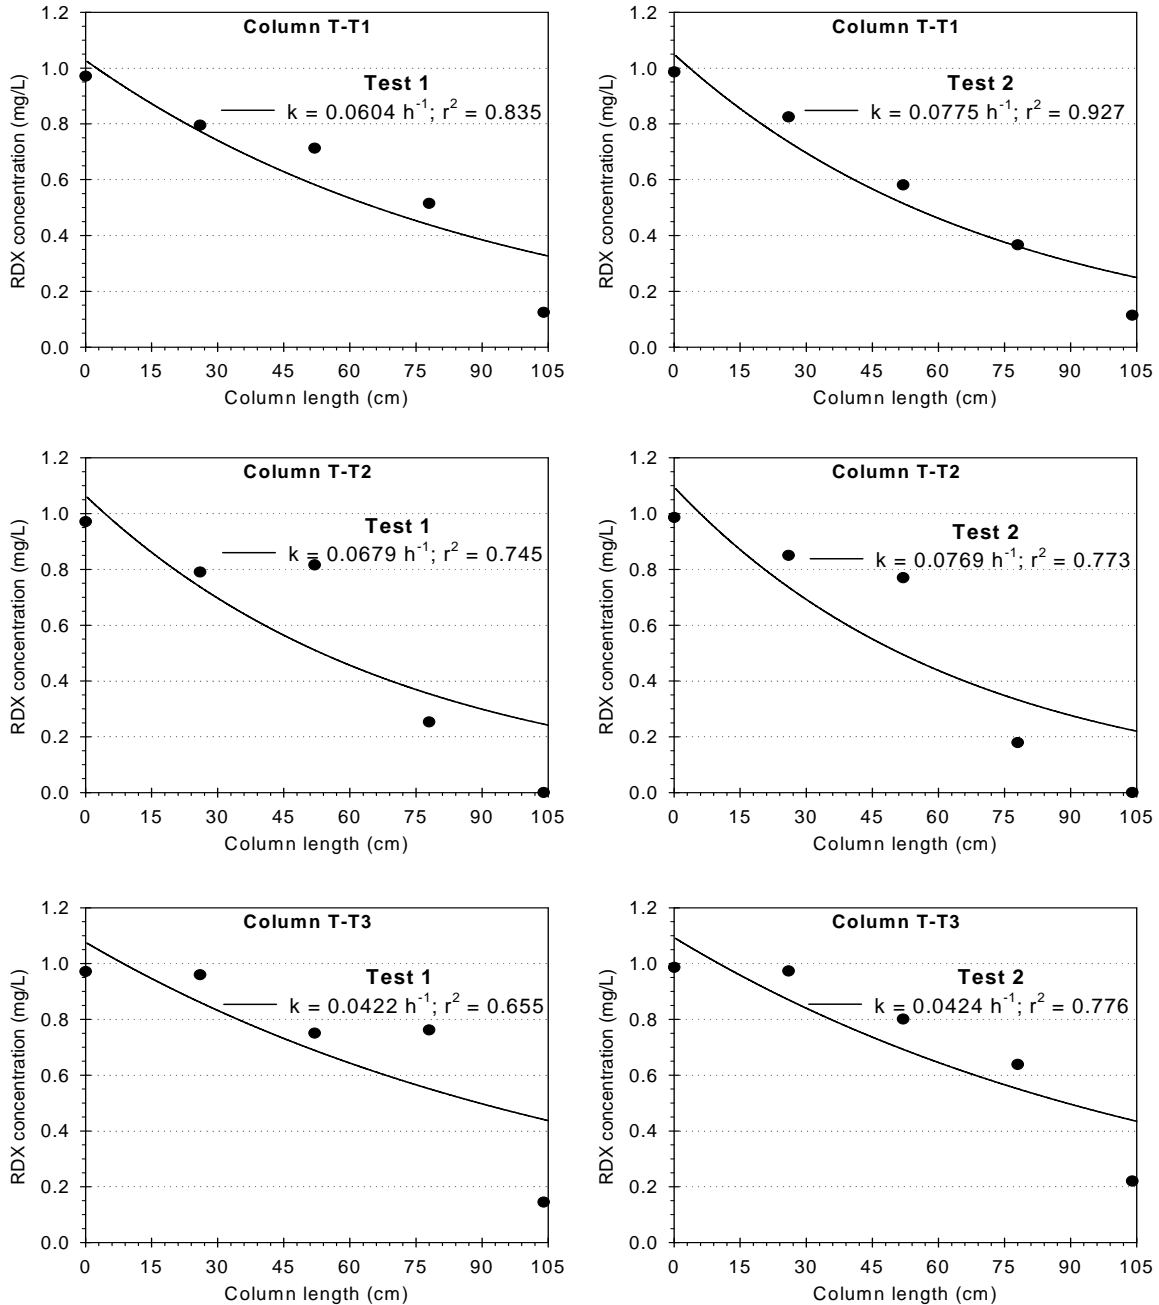 Column T-T1
Test 1
k = 0.0604 h⁻¹; r² = 0.835
RDX concentration (mg/L)
1.2
1.0
0.8
0.6
0.4
0.2
0.0
0 15 30 45 60 75 90 105
Column length (cm)
Column T-T1
Test 2
k = 0.0775 h⁻¹; r² = 0.927
RDX concentration (mg/L)
1.2
1.0
0.8
0.6
0.4
0.2
0.0
0 15 30 45 60 75 90 105
Column length (cm)
Column T-T2
Test 1
k = 0.0679 h⁻¹; r² = 0.745
RDX concentration (mg/L)
1.2
1.0
0.8
0.6
0.4
0.2
0.0
0 15 30 45 60 75 90 105
Column length (cm)
Column T-T2
Test 2
k = 0.0769 h⁻¹; r² = 0.773
RDX concentration (mg/L)
1.2
1.0
0.8
0.6
0.4
0.2
0.0
0 15 30 45 60 75 90 105
Column length (cm)
Column T-T3
Test 1
k = 0.0422 h⁻¹; r² = 0.655
RDX concentration (mg/L)
1.2
1.0
0.8
0.6
0.4
0.2
0.0
0 15 30 45 60 75 90 105
Column length (cm)
Column T-T3
Test 2
k = 0.0424 h⁻¹; r² = 0.776
RDX concentration (mg/L)
1.2
1.0
0.8
0.6
0.4
0.2
0.0
0 15 30 45 60 75 90 105
Column length (cm)